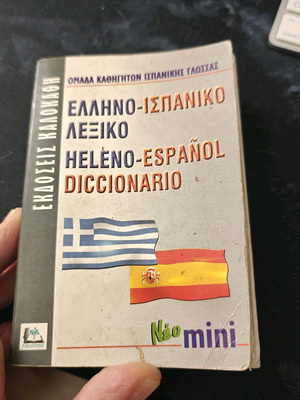 ΕΚΔΟΣΕΙΣ ΚΑΛΟΚΑΘΗ
ΟΜΑΔΑ ΚΑΘΗΓΗΤΩΝ ΙΣΠΑΝΙΚΗΣ ΓΛΩΣΣΑΣ
ΕΛΛΗΝΟ-ΙΣΠΑΝΙΚΟ
ΛΕΞΙΚΟ
HELENO-ESPAÑOL
DICCIONARIO
Νέο mini